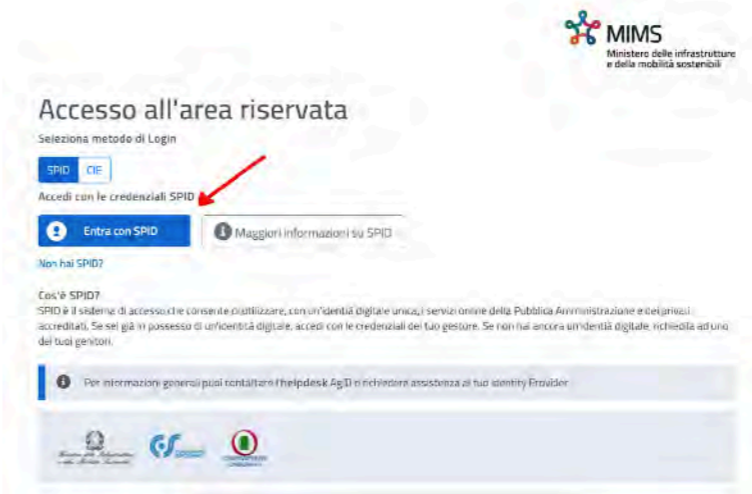 MIMS
Ministero delle infrastrutture
e della mobilità sostenibili
Accesso all'area riservata
Seleziona metodo di Login
SPID CIE
Accedi con le credenziali SPID
Entra con SPID
Maggiori informazioni su SPID
Non hai SPID?
Cos'è SPID?
SPID è il sistema di accesso che consente di utilizzare, con un'identità digitale unica, i servizi online della Pubblica Amministrazione e dei privati
accreditati. Se sei già in possesso di un'identità digitale, accedi con le credenziali del tuo gestore. Se non hai ancora un'identità digitale, richiedila ad uno
dei tuoi
Per informazioni generali puoi contattare l'helpdesk AgID o richiedere assistenza al tuo Identity Provider